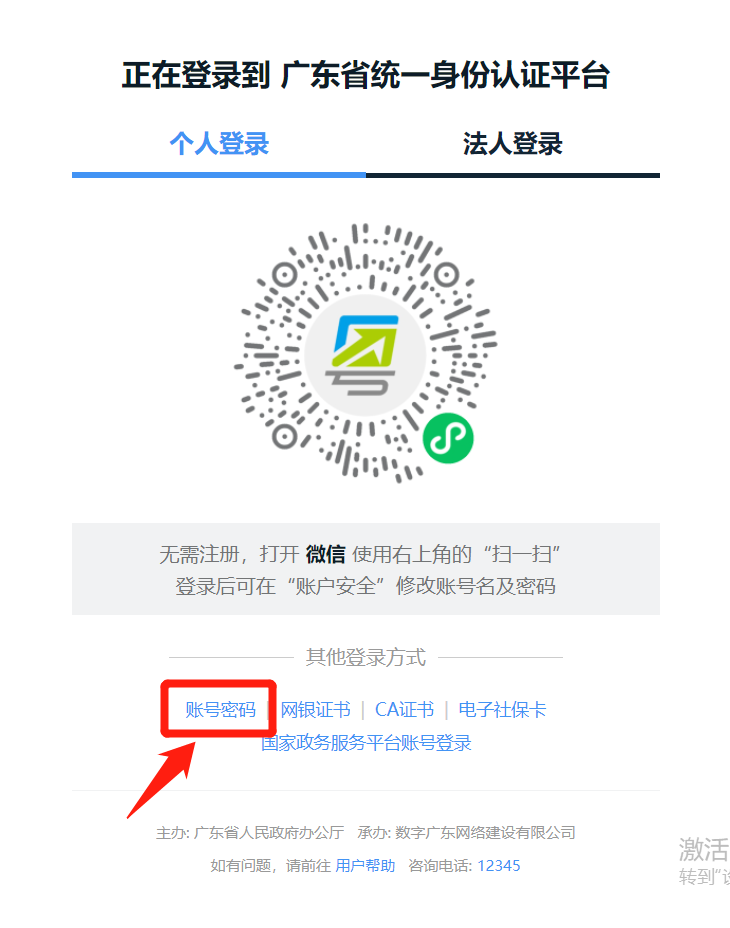 正在登录到 广东省统一身份认证平台
个人登录 法人登录
无需注册，打开 微信 使用右上角的“扫一扫”
登录后可在“账户安全”修改账号名及密码
其他登录方式
账号密码 | 网银证书 | CA证书 | 电子社保卡
国家政务服务平台账号登录
主办: 广东省人民政府办公厅 承办: 数字广东网络建设有限公司
如有问题，请前往 用户帮助 咨询电话: 12345
激活
转到“